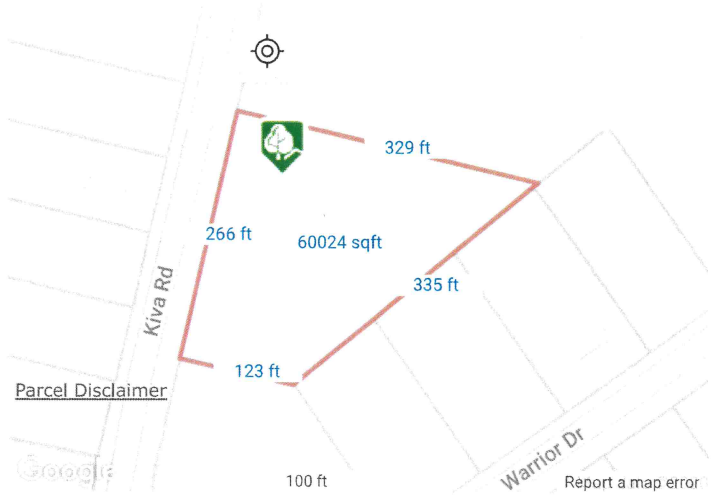 329 ft
266 ft
60024 sqft
335 ft
Kiva Rd
123 ft
Parcel Disclaimer
Warrior Dr
Google
100 ft
Report a map error